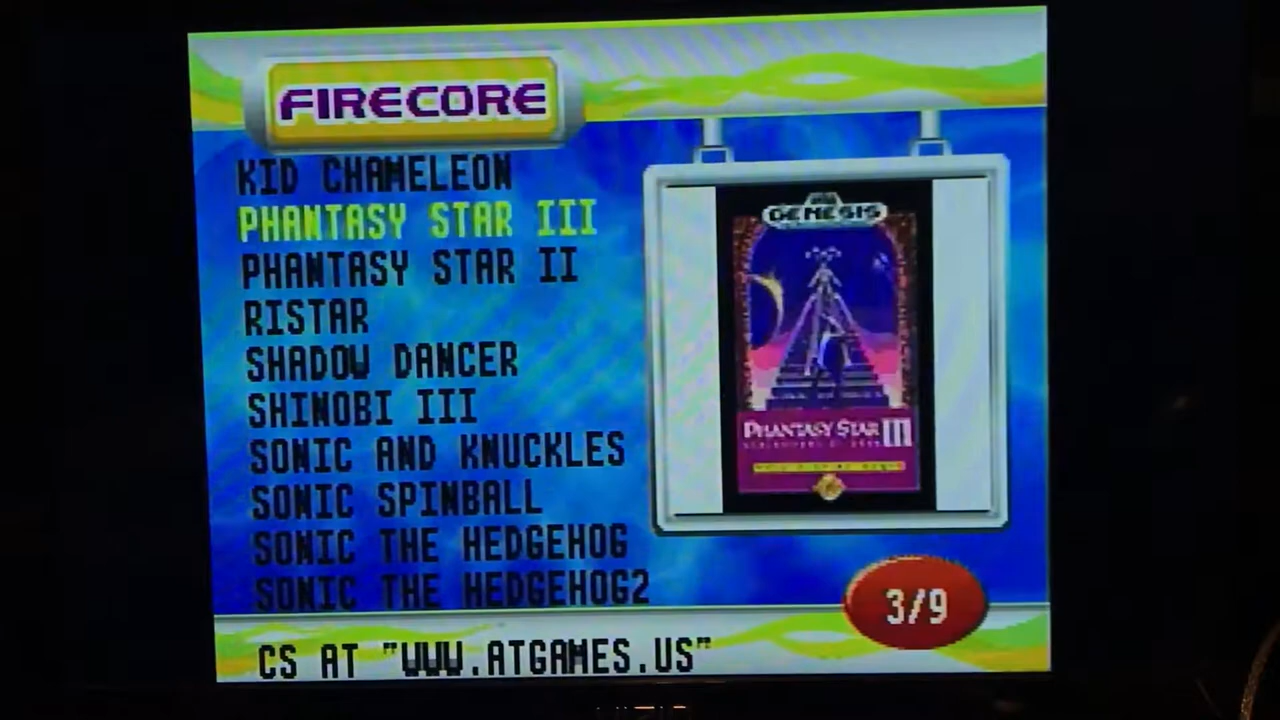 FIRECORE
KID CHAMELEON
PHANTASY STAR III
PHANTASY STAR II
RISTAR
SHADOW DANCER
SHINOBI III
SONIC AND KNUCKLES
SONIC SPINBALL
SONIC THE HEDGEHOG
SONIC THE HEDGEHOG2
GENESIS
PHANTASY STAR III
3/9
CS AT "WWW.ATGAMES.US"